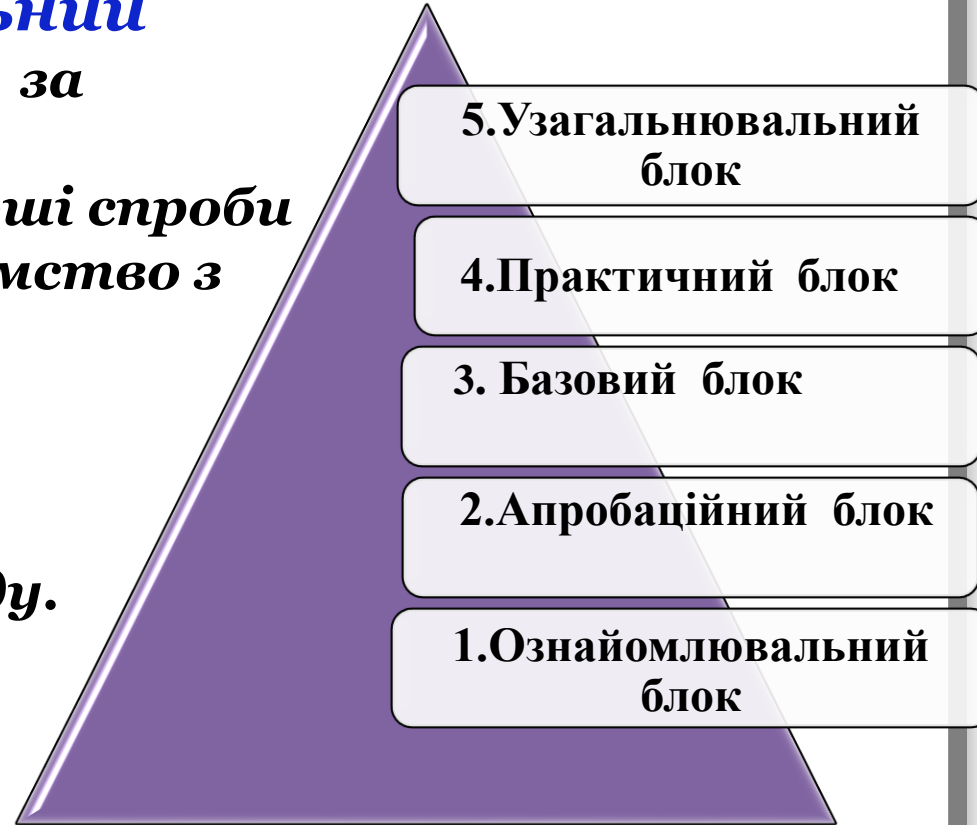 за
спроби
з
5.Узагальнювальний
блок
4.Практичний блок
3. Базовий блок
2.Апробаційний блок
1.Ознайомлювальний
блок